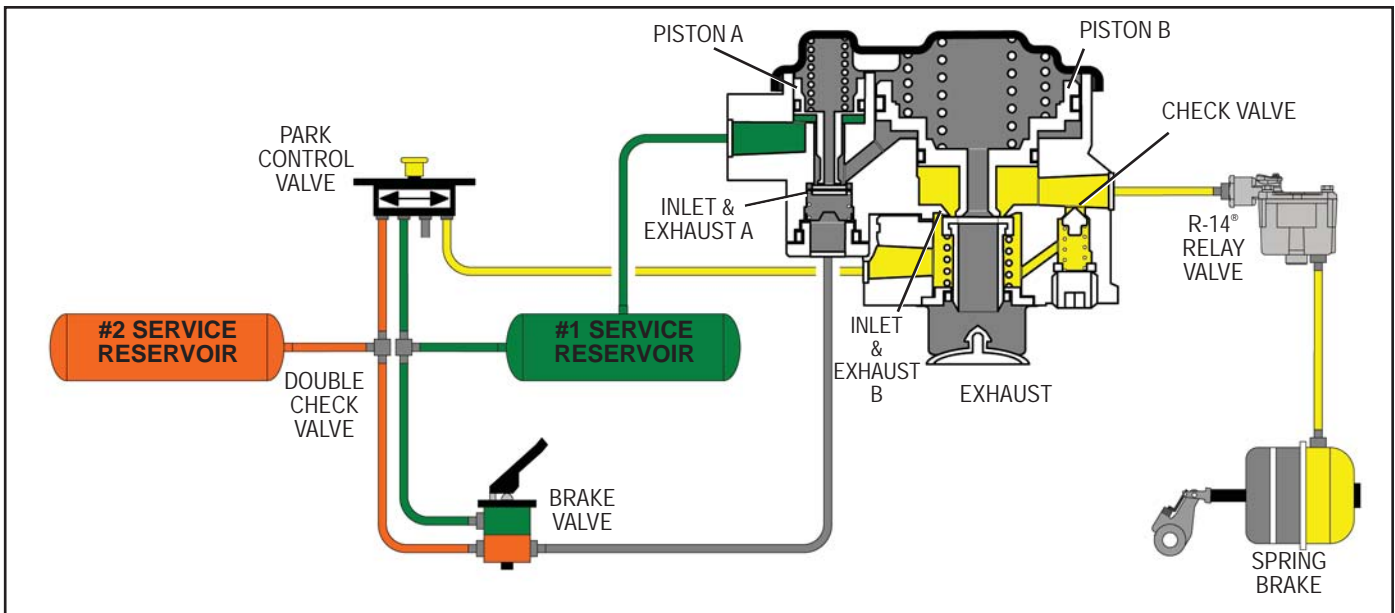 PISTON A
PISTON B
CHECK VALVE
PARK
CONTROL
VALVE
INLET &
EXHAUST A
R-14®
RELAY
VALVE
#2 SERVICE
RESERVOIR
#1 SERVICE
RESERVOIR
DOUBLE
CHECK
VALVE
INLET
&
EXHAUST
B
EXHAUST
BRAKE
VALVE
SPRING
BRAKE